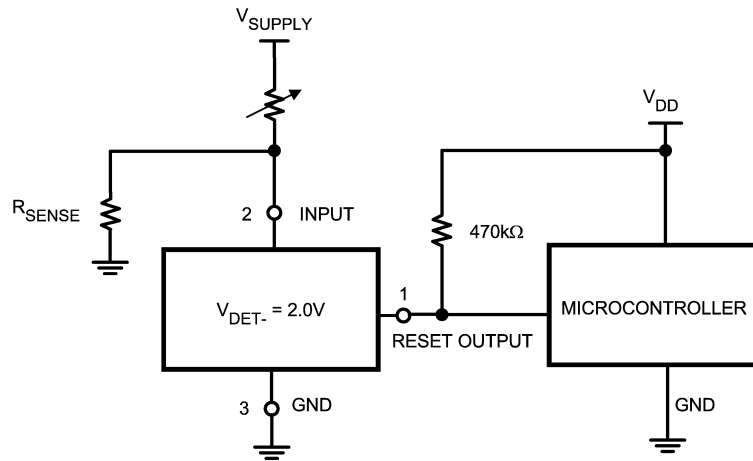 VSUPPLY
VDD
RSENSE
2 INPUT
470kΩ
VDET- = 2.0V
1
RESET OUTPUT
MICROCONTROLLER
3 GND
GND